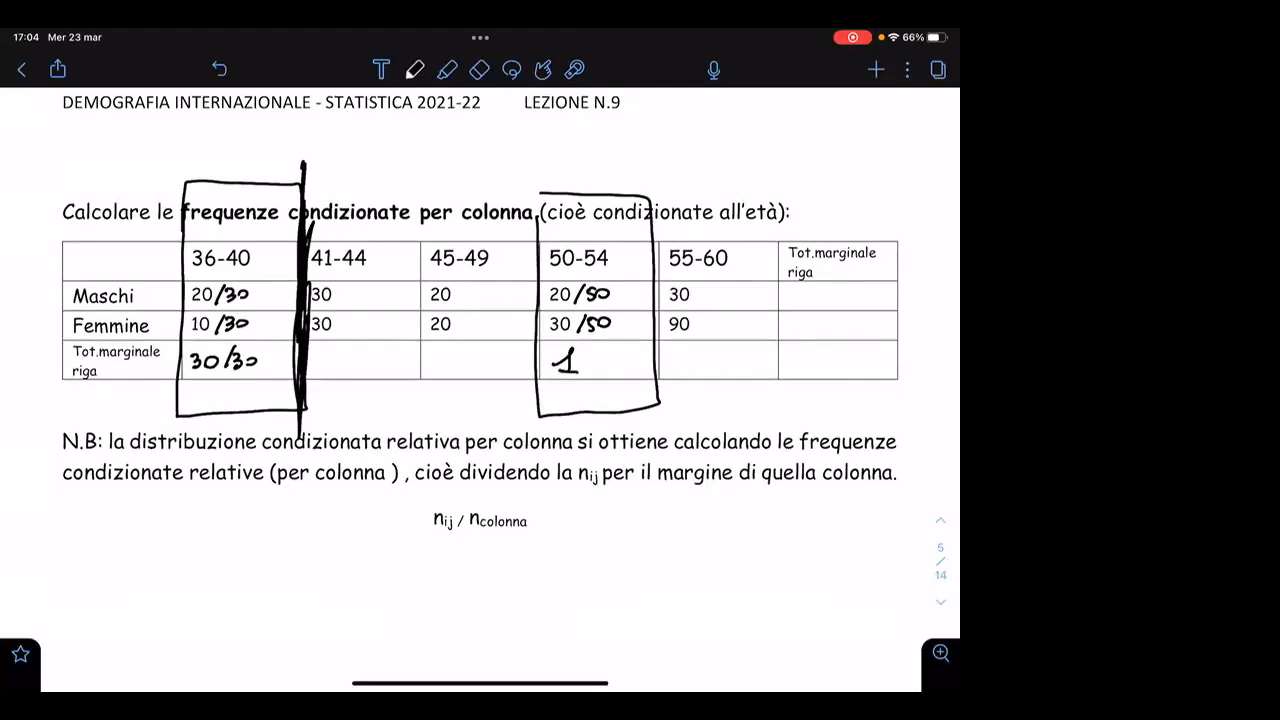 17:04 Mer 23 mar
66%
DEMOGRAFIA INTERNAZIONALE - STATISTICA 2021-22 LEZIONE N.9
Calcolare le frequenze condizionate per colonna (cioè condizionate all'età):
36-40 41-44 45-49 50-54 55-60 Tot.marginale
riga
Maschi 20/30 30 20 20/50 30
Femmine 10/30 30 20 30/50 90
Tot.marginale
riga 30/30 1
N.B: la distribuzione condizionata relativa per colonna si ottiene calcolando le frequenze
condizionate relative (per colonna ) , cioè dividendo la nij per il margine di quella colonna.
nij / ncolonna
5
/
14